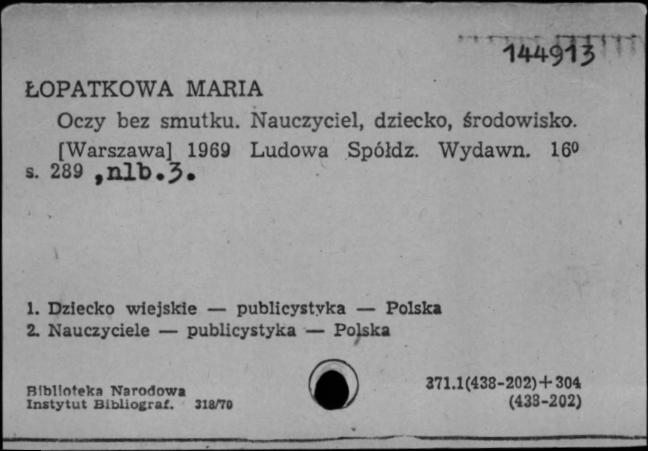 144913
ŁOPATKOWA MARIA
Oczy bez smutku. Nauczyciel, dziecko, środowisko.
[Warszawa] 1969 Ludowa Spółdz. Wydawn. 16⁰
s. 289 , nlb. 3.
1. Dziecko wiejskie — publicystyka — Polska
2. Nauczyciele — publicystyka — Polska
371.1(438-202)+304
(438-202)
Biblioteka Narodowa
Instytut Bibliograf. 318/70